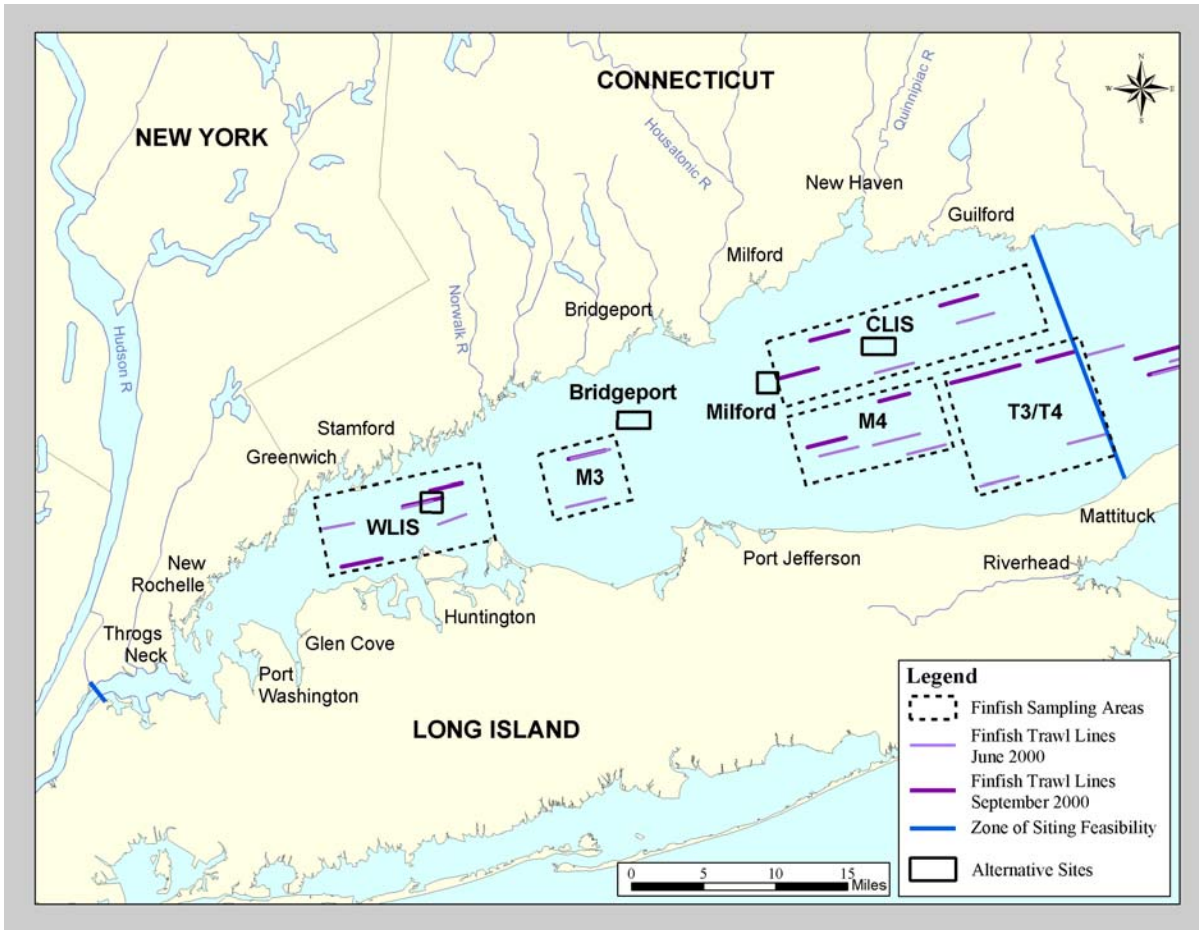 CONNECTICUT
NEW YORK
N
W
E
S
Quinnipiac R
Housatonic R
New Haven
Guilford
Milford
Hudson R
Norwalk R
Bridgeport
CLIS
Bridgeport
Milford
M4
T3/T4
Stamford
Greenwich
M3
WLIS
Mattituck
New
Rochelle
Port Jefferson
Riverhead
Huntington
Throgs
Neck
Glen Cove
Port
Washington
LONG ISLAND
Legend
Finfish Sampling Areas
Finfish Trawl Lines
June 2000
Finfish Trawl Lines
September 2000
Zone of Siting Feasibility
Alternative Sites
0 5 10 15
Miles